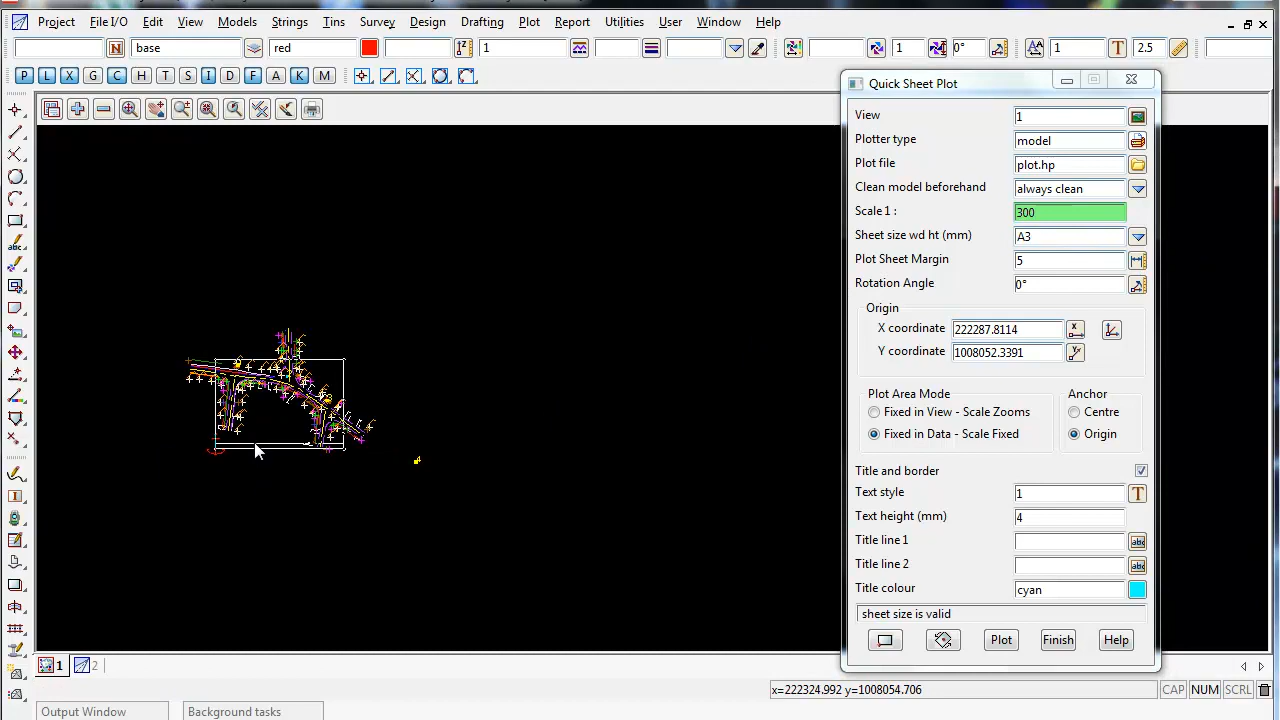 Project File I/O Edit View Models Strings Tins Survey Design Drafting Plot Report Utilities User Window Help
N base red 1 1 0° 1 T 2.5
P L X G C H T S I D F A K M
Quick Sheet Plot
View 1
Plotter type model
Plot file plot.hp
Clean model beforehand always clean
Scale 1 : 300
Sheet size wd ht (mm) A3
Plot Sheet Margin 5
Rotation Angle 0°
Origin
X coordinate 222287.8114
Y coordinate 1008052.3391
Plot Area Mode Anchor
Fixed in View - Scale Zooms Centre
Fixed in Data - Scale Fixed Origin
Title and border
Text style 1 T
Text height (mm) 4
Title line 1 abc
Title line 2 abc
Title colour cyan
sheet size is valid
Plot Finish Help
1 2
x=222324.992 y=1008054.706 CAP NUM SCRL
Output Window Background tasks